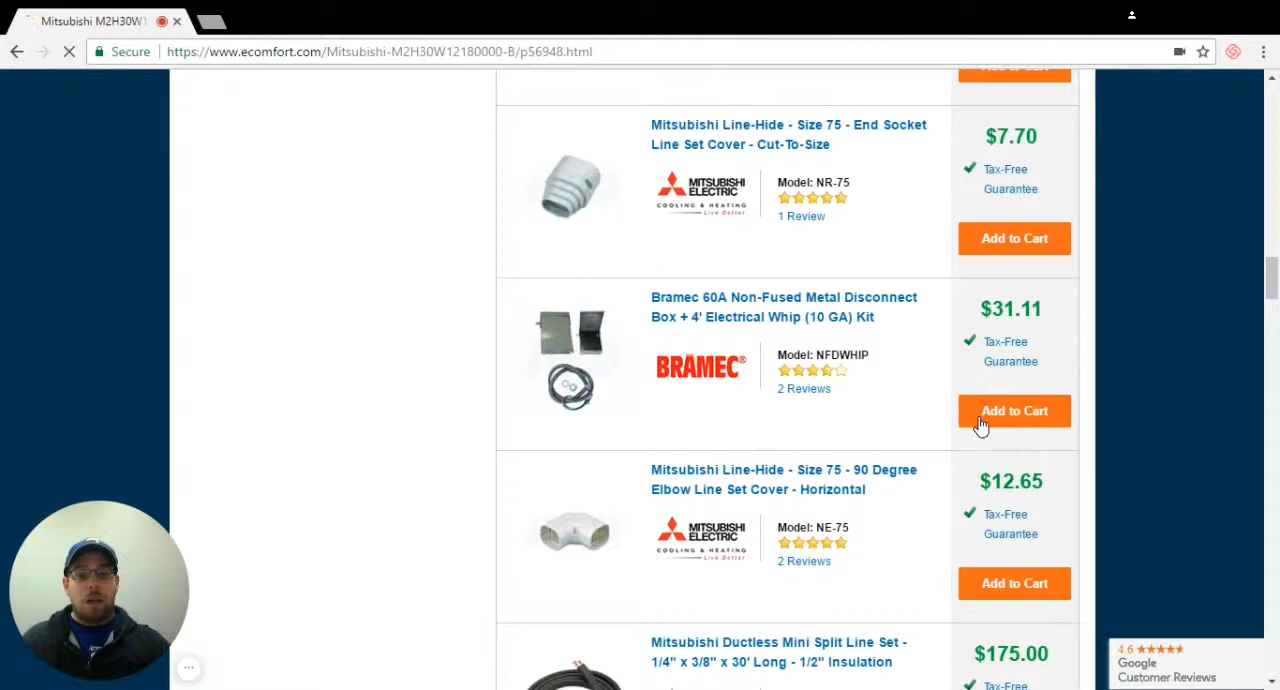 Mitsubishi M2H30W1
Secure
https://www.ecomfort.com/Mitsubishi-M2H30W12180000-B/p56948.html
Mitsubishi Line-Hide - Size 75 - End Socket
Line Set Cover - Cut-To-Size
MITSUBISHI
ELECTRIC
COOLING & HEATING
Live Better
Model: NR-75
1 Review
$7.70
Tax-Free
Guarantee
Add to Cart
Bramec 60A Non-Fused Metal Disconnect
Box + 4' Electrical Whip (10 GA) Kit
BRAMEC®
Model: NFDWHIP
2 Reviews
$31.11
Tax-Free
Guarantee
Add to Cart
Mitsubishi Line-Hide - Size 75 - 90 Degree
Elbow Line Set Cover - Horizontal
MITSUBISHI
ELECTRIC
COOLING & HEATING
Live Better
Model: NE-75
2 Reviews
$12.65
Tax-Free
Guarantee
Add to Cart
Mitsubishi Ductless Mini Split Line Set -
1/4" x 3/8" x 30' Long - 1/2" Insulation
$175.00
Tax-Free
4.6
Google
Customer Reviews